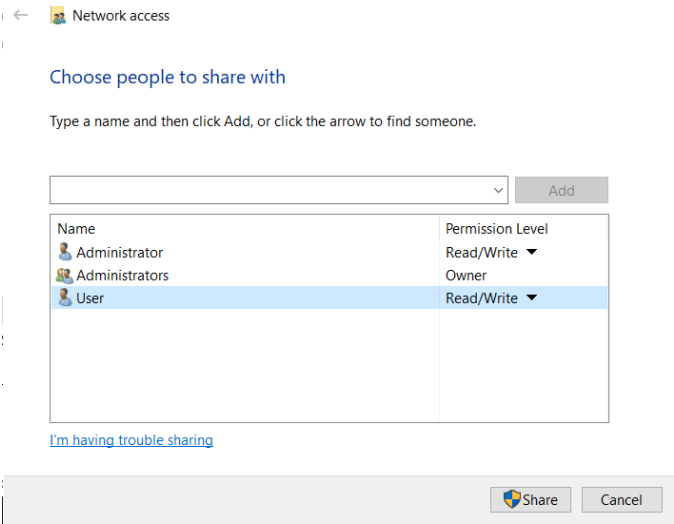 Network access
Choose people to share with
Type a name and then click Add, or click the arrow to find someone.
Add
Name Permission Level
Administrator Read/Write
Administrators Owner
User Read/Write
I'm having trouble sharing
Share Cancel